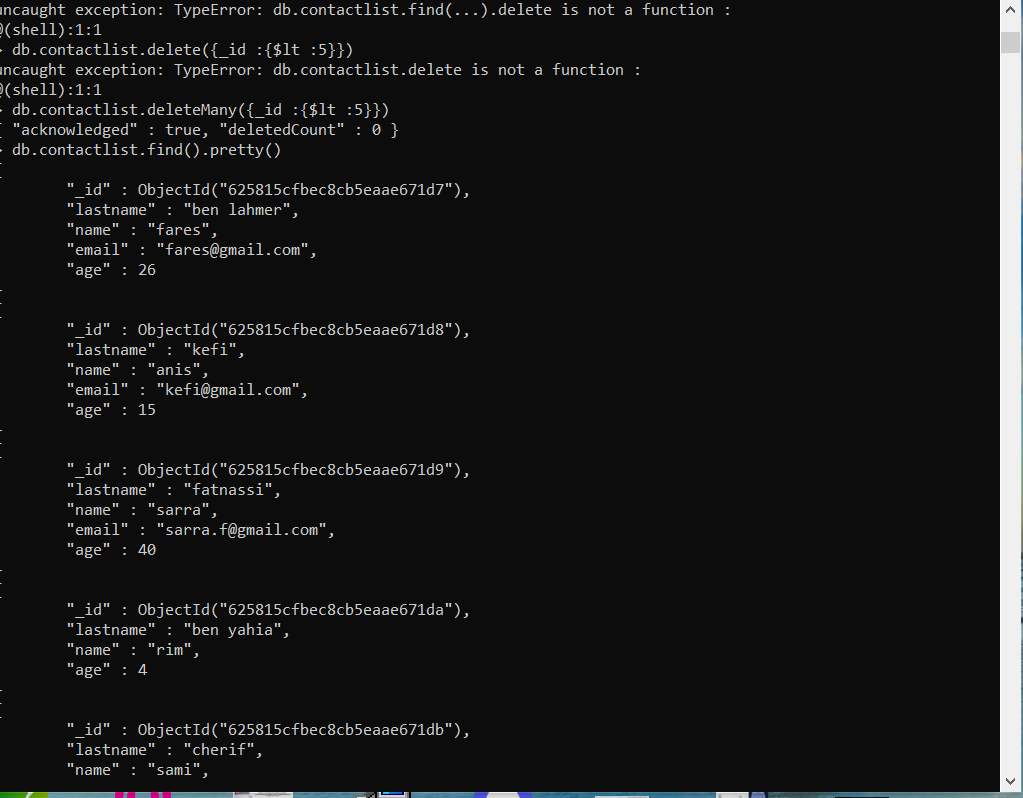 uncaught exception: TypeError: db.contactlist.find(...).delete is not a function :
@(shell):1:1
> db.contactlist.delete({_id :{$lt :5}})
uncaught exception: TypeError: db.contactlist.delete is not a function :
@(shell):1:1
> db.contactlist.deleteMany({_id :{$lt :5}})
{ "acknowledged" : true, "deletedCount" : 0 }
> db.contactlist.find().pretty()
{
"_id" : ObjectId("625815cfbec8cb5eaae671d7"),
"lastname" : "ben lahmer",
"name" : "fares",
"email" : "fares@gmail.com",
"age" : 26
}
{
"_id" : ObjectId("625815cfbec8cb5eaae671d8"),
"lastname" : "kefi",
"name" : "anis",
"email" : "kefi@gmail.com",
"age" : 15
}
{
"_id" : ObjectId("625815cfbec8cb5eaae671d9"),
"lastname" : "fatnassi",
"name" : "sarra",
"email" : "sarra.f@gmail.com",
"age" : 40
}
{
"_id" : ObjectId("625815cfbec8cb5eaae671da"),
"lastname" : "ben yahia",
"name" : "rim",
"age" : 4
}
{
"_id" : ObjectId("625815cfbec8cb5eaae671db"),
"lastname" : "cherif",
"name" : "sami",